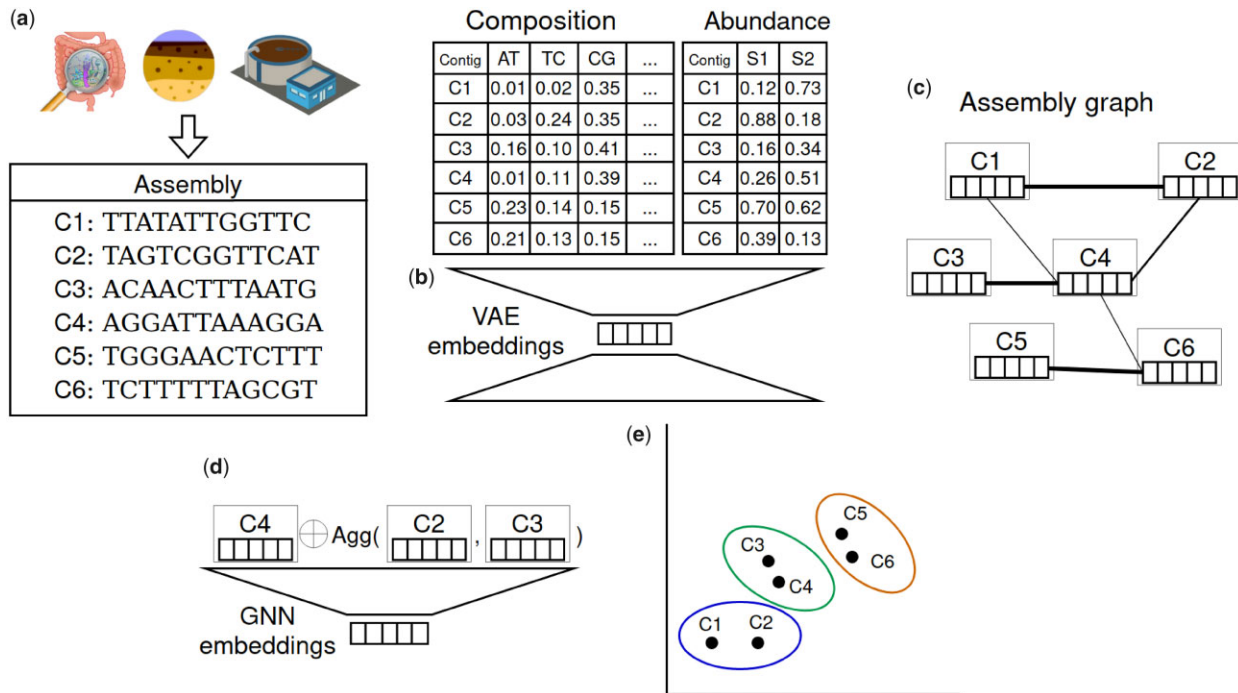 (a)
Assembly
C1: TTATATTGGTTC
C2: TAGTCGGTTCAT
C3: ACAACTTTAATG
C4: AGGATTAAAGGA
C5: TGGGAACTCTTT
C6: TCTTTTTAGCGT
Composition
Contig AT TC CG ...
C1 0.01 0.02 0.35 ...
C2 0.03 0.24 0.35 ...
C3 0.16 0.10 0.41 ...
C4 0.01 0.11 0.39 ...
C5 0.23 0.14 0.15 ...
C6 0.21 0.13 0.15 ...
Abundance
Contig S1 S2
C1 0.12 0.73
C2 0.88 0.18
C3 0.16 0.34
C4 0.26 0.51
C5 0.70 0.62
C6 0.39 0.13
(b)
VAE
embeddings
(c)
Assembly graph
C1 C2
C3 C4
C5 C6
(d)
C4 Agg( C2 , C3 )
GNN
embeddings
(e)
C5
C6
C3
C4
C1 C2